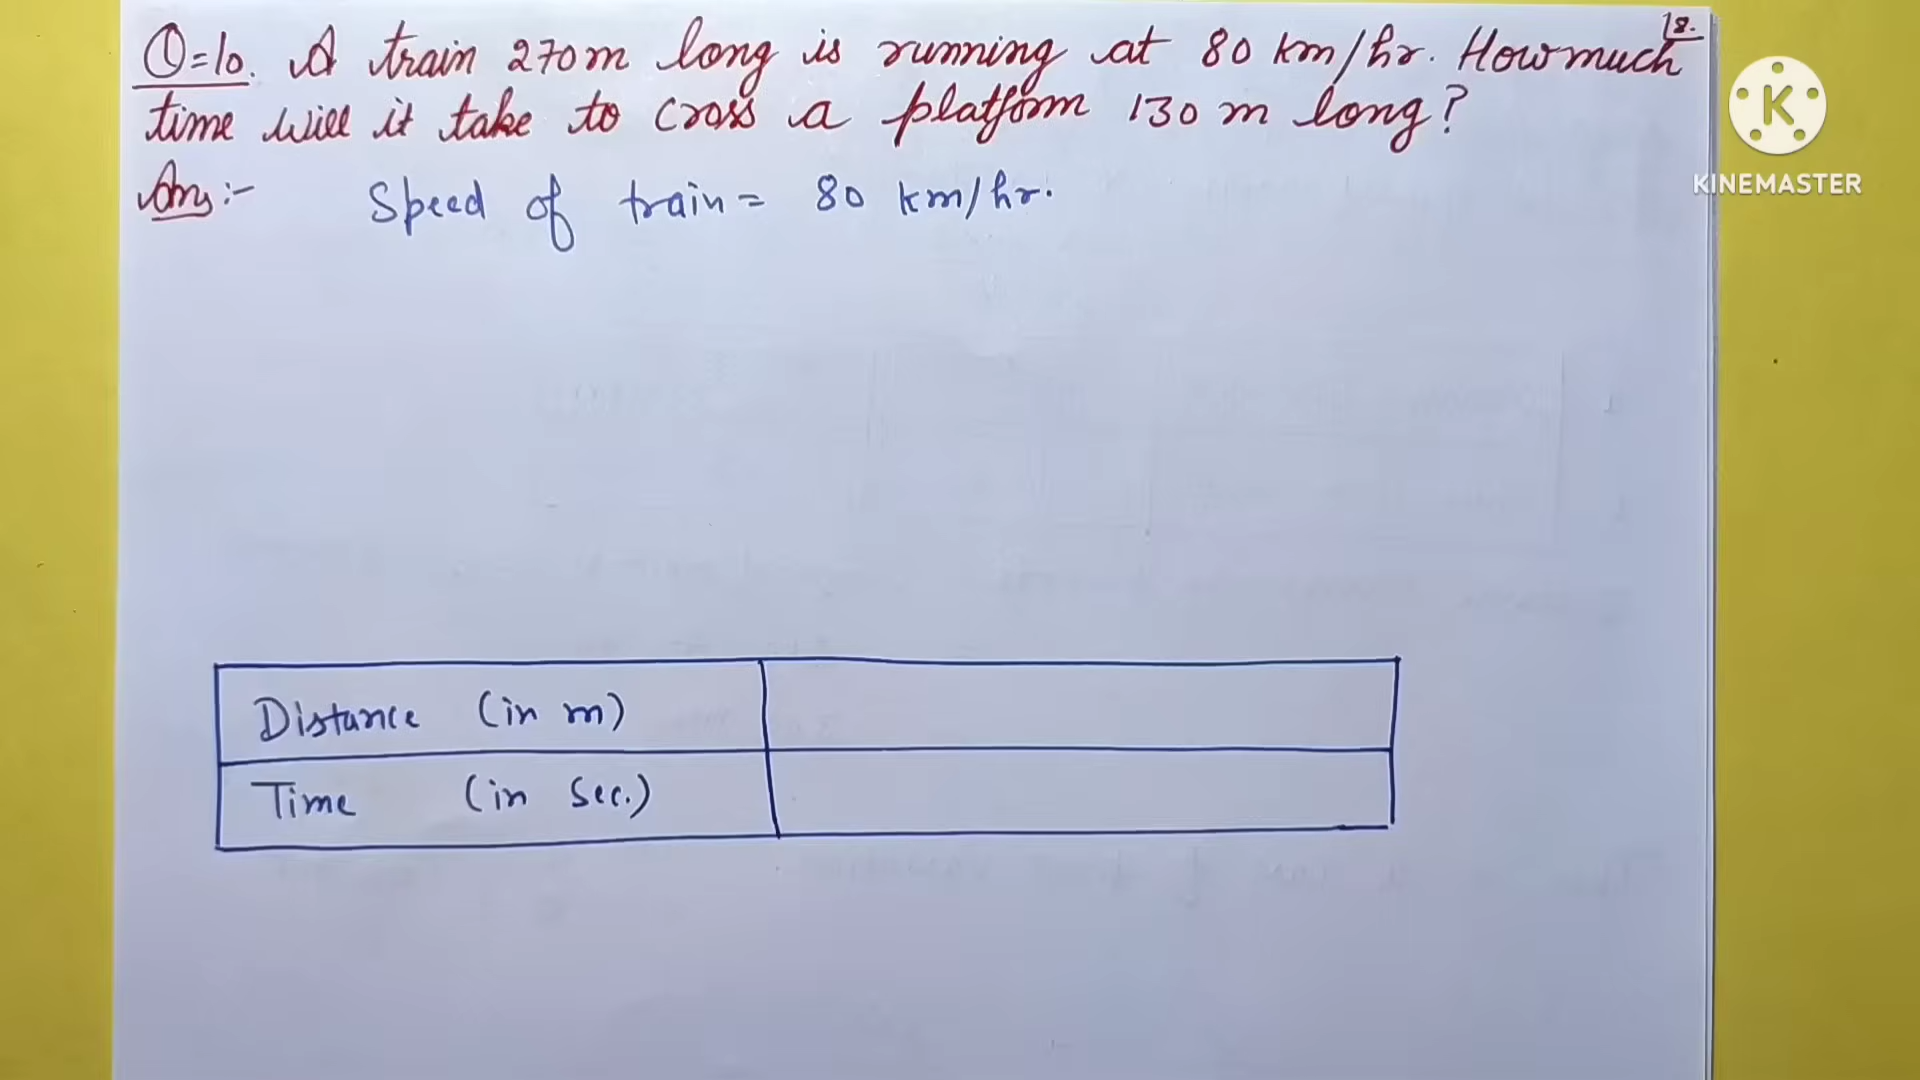 18.
Q=10. A train 270m long is running at 80 km/hr. How much
time will it take to cross a platform 130 m long?
Ans:- Speed of train = 80 km/hr.
K
KINEMASTER
Distance (in m)
Time (in sec.)